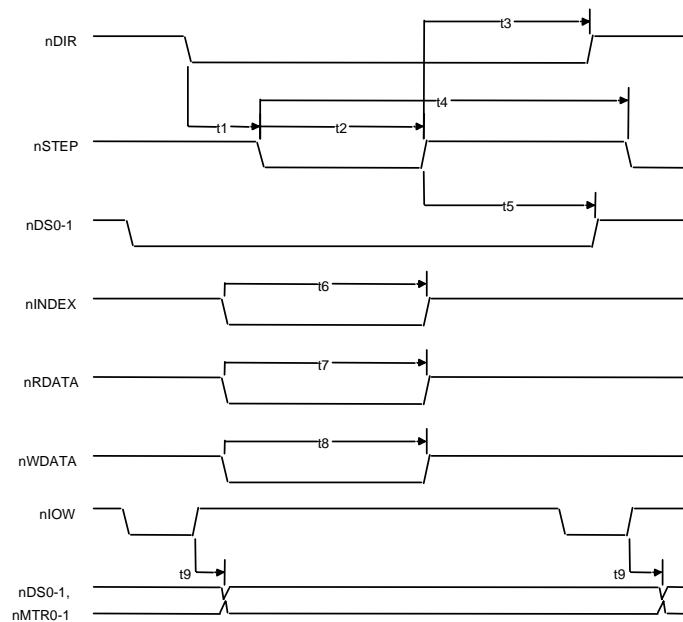 t3
nDIR
t4
t1
t2
nSTEP
t5
nDS0-1
t6
nINDEX
t7
nRDATA
t8
nWDATA
nIOW
t9
t9
nDS0-1,
nMTR0-1